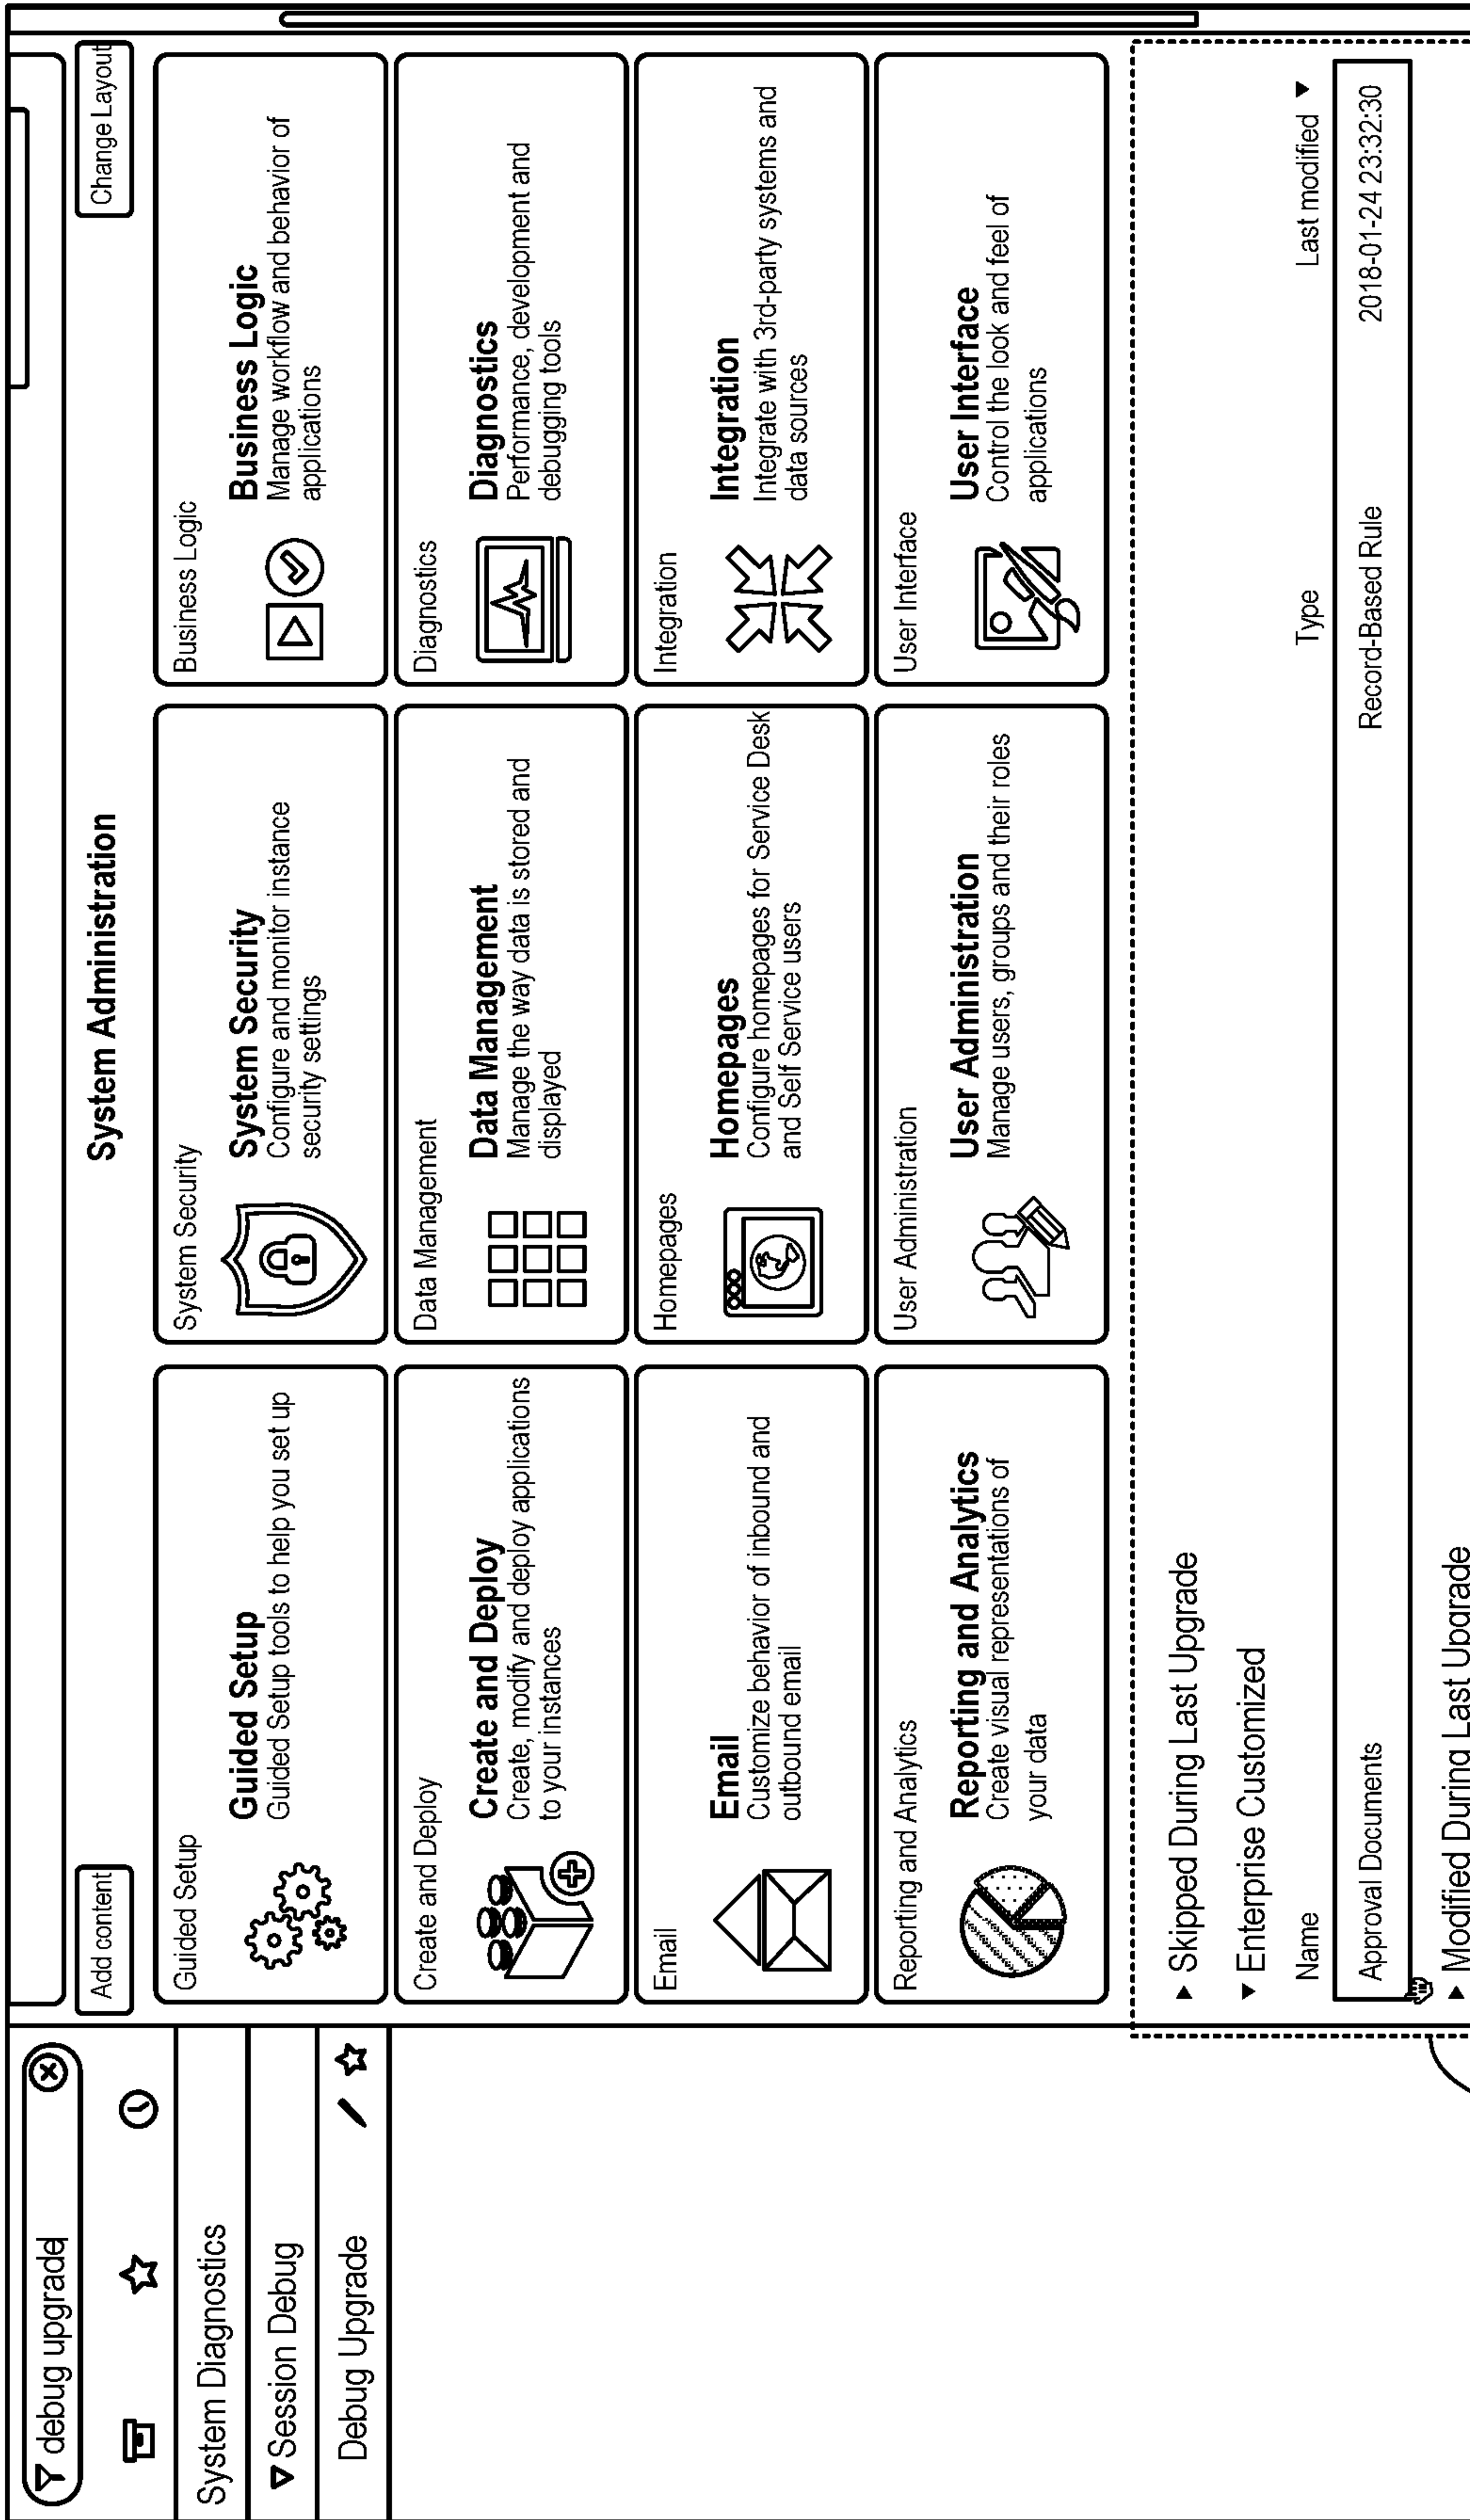 debug upgrade
System Diagnostics
Session Debug
Debug Upgrade
Add content
System Administration
Change Layout
Guided Setup
Guided Setup
Guided Setup tools to help you set up
System Security
System Security
Configure and monitor instance
security settings
Business Logic
Business Logic
Manage workflow and behavior of
applications
Create and Deploy
Create and Deploy
Create, modify and deploy applications
to your instances
Data Management
Data Management
Manage the way data is stored and
displayed
Diagnostics
Diagnostics
Performance, development and
debugging tools
Email
Email
Customize behavior of inbound and
outbound email
Homepages
Homepages
Configure homepages for Service Desk
and Self Service users
Integration
Integration
Integrate with 3rd-party systems and
data sources
Reporting and Analytics
Reporting and Analytics
Create visual representations of
your data
User Administration
User Administration
Manage users, groups and their roles
User Interface
User Interface
Control the look and feel of
applications
Skipped During Last Upgrade
Enterprise Customized
Name Type Last modified
Approval Documents Record-Based Rule 2018-01-24 23:32:30
Modified During Last Upgrade